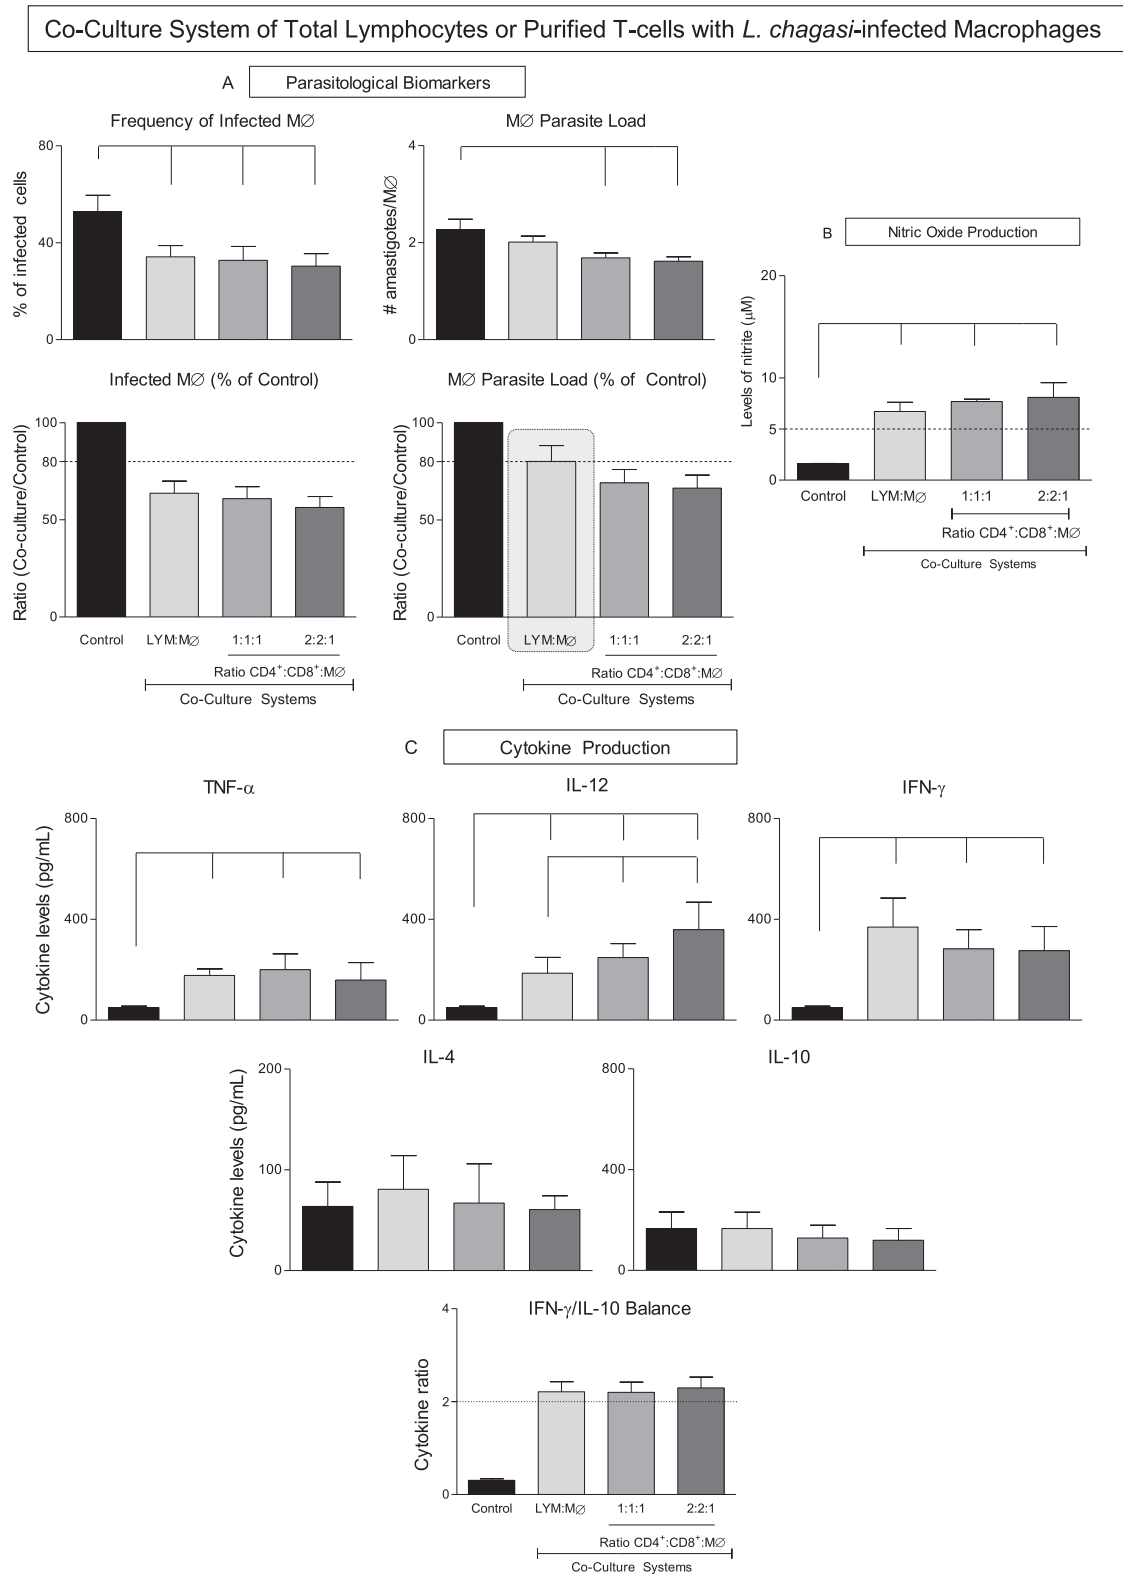 Co-Culture System of Total Lymphocytes or Purified T-cells with L. chagasi-infected Macrophages
A
Parasitological Biomarkers
Frequency of Infected M∅
% of infected cells
80
40
0
M∅ Parasite Load
# amastigotes/M∅
4
2
0
Infected M∅ (% of Control)
Ratio (Co-culture/Control)
100
80
50
0
Control LYM:M∅ 1:1:1 2:2:1
Ratio CD4+:CD8+:M∅
Co-Culture Systems
M∅ Parasite Load (% of Control)
Ratio (Co-culture/Control)
100
80
50
0
Control LYM:M∅ 1:1:1 2:2:1
Ratio CD4+:CD8+:M∅
Co-Culture Systems
B
Nitric Oxide Production
Levels of nitrite (μM)
20
10
5
0
Control LYM:M∅ 1:1:1 2:2:1
Ratio CD4+:CD8+:M∅
Co-Culture Systems
C
Cytokine Production
TNF-α
Cytokine levels (pg/mL)
800
400
0
IL-12
800
400
0
IFN-γ
800
400
0
IL-4
Cytokine levels (pg/mL)
200
100
0
IL-10
800
400
0
IFN-γ/IL-10 Balance
Cytokine ratio
4
2
0
Control LYM:M∅ 1:1:1 2:2:1
Ratio CD4+:CD8+:M∅
Co-Culture Systems